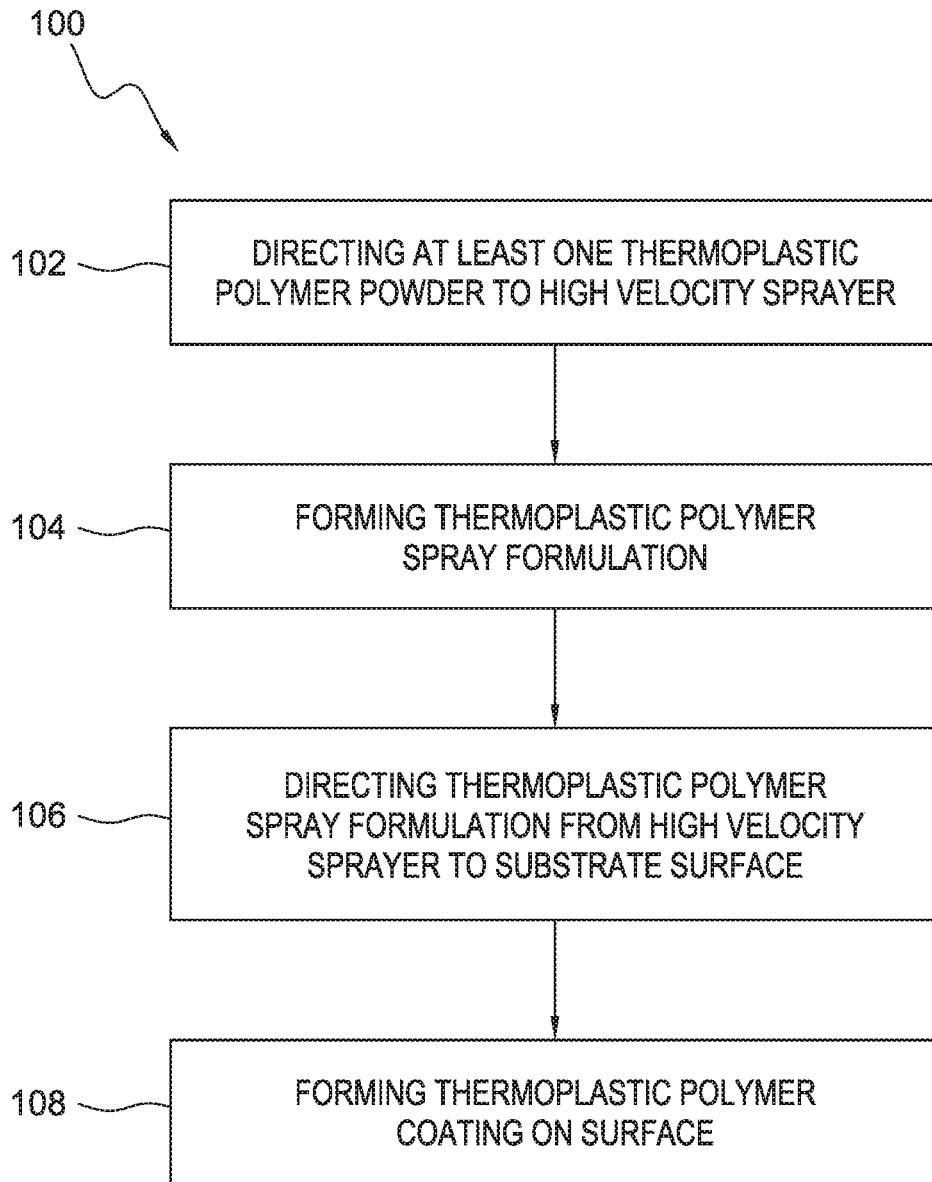 100
102
DIRECTING AT LEAST ONE THERMOPLASTIC
POLYMER POWDER TO HIGH VELOCITY SPRAYER
104
FORMING THERMOPLASTIC POLYMER
SPRAY FORMULATION
106
DIRECTING THERMOPLASTIC POLYMER
SPRAY FORMULATION FROM HIGH VELOCITY
SPRAYER TO SUBSTRATE SURFACE
108
FORMING THERMOPLASTIC POLYMER
COATING ON SURFACE